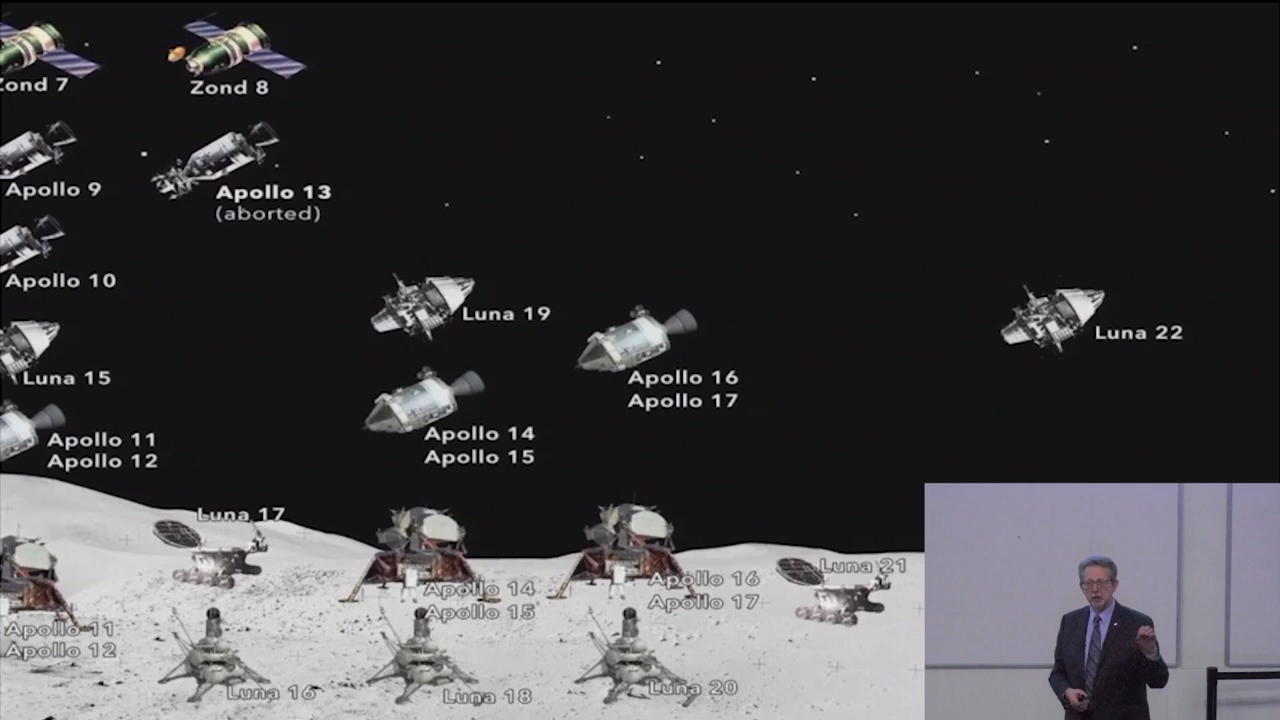 Zond 7
Zond 8
Apollo 9
Apollo 13
(aborted)
Apollo 10
Luna 19
Luna 22
Luna 15
Apollo 16
Apollo 17
Apollo 11
Apollo 12
Apollo 14
Apollo 15
Luna 17
Luna 21
Apollo 14
Apollo 15
Apollo 16
Apollo 17
Apollo 11
Apollo 12
Luna 16
Luna 18
Luna 20